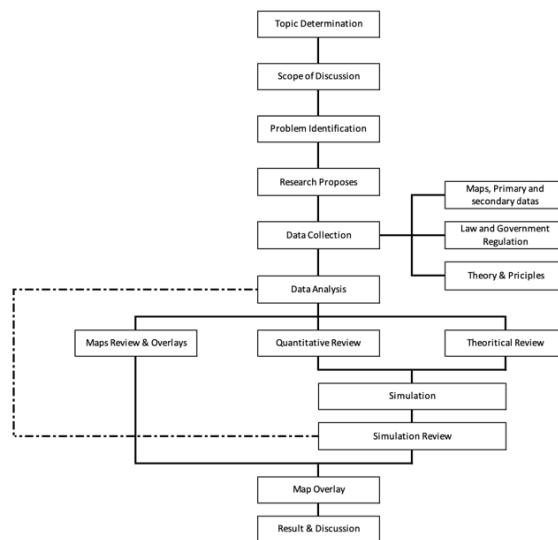 Topic Determination
Scope of Discussion
Problem Identification
Research Proposes
Data Collection
Maps, Primary and
secondary datas
Law and Government
Regulation
Theory & Priciples
Data Analysis
Maps Review & Overlays
Quantitative Review
Theoritical Review
Simulation
Simulation Review
Map Overlay
Result & Discussion